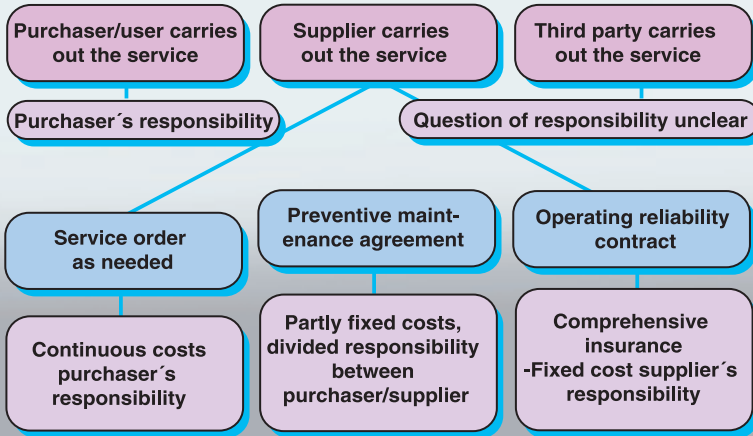 Purchaser/user carries
out the service
Supplier carries
out the service
Third party carries
out the service
Purchaser´s responsibility
Question of responsibility unclear
Service order
as needed
Preventive maint-
enance agreement
Operating reliability
contract
Continuous costs
purchaser´s
responsibility
Partly fixed costs,
divided responsibility
between
purchaser/supplier
Comprehensive
insurance
-Fixed cost supplier´s
responsibility